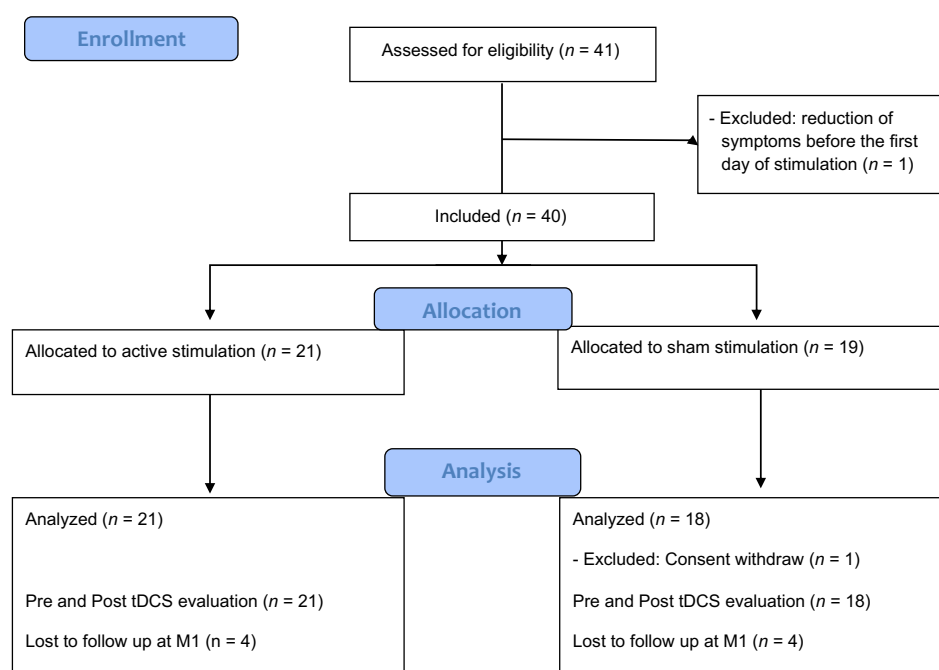 Enrollment
Assessed for eligibility (n = 41)
- Excluded: reduction of
symptoms before the first
day of stimulation (n = 1)
Included (n = 40)
Allocation
Allocated to active stimulation (n = 21)
Allocated to sham stimulation (n = 19)
Analysis
Analyzed (n = 21)
Pre and Post tDCS evaluation (n = 21)
Lost to follow up at M1 (n = 4)
Analyzed (n = 18)
- Excluded: Consent withdraw (n = 1)
Pre and Post tDCS evaluation (n = 18)
Lost to follow up at M1 (n = 4)